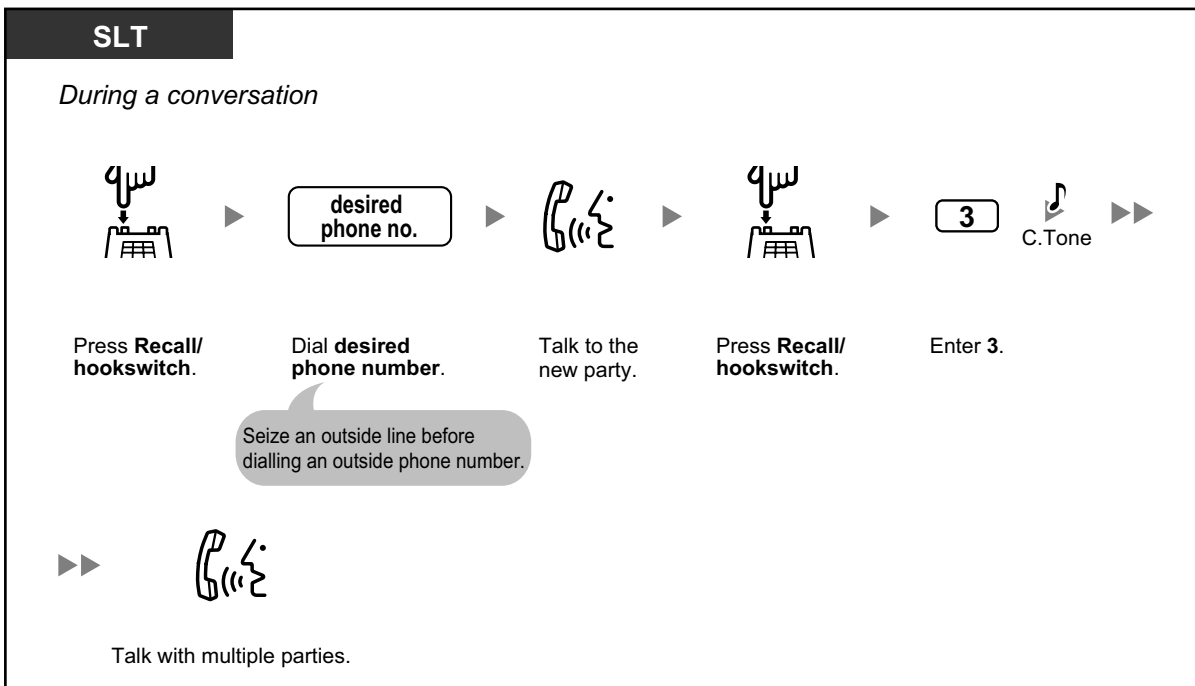 SLT
During a conversation
desired
phone no.
3
C.Tone
Press Recall/
hookswitch.
Dial desired
phone number.
Talk to the
new party.
Press Recall/
hookswitch.
Enter 3.
Seize an outside line before
dialling an outside phone number.
Talk with multiple parties.